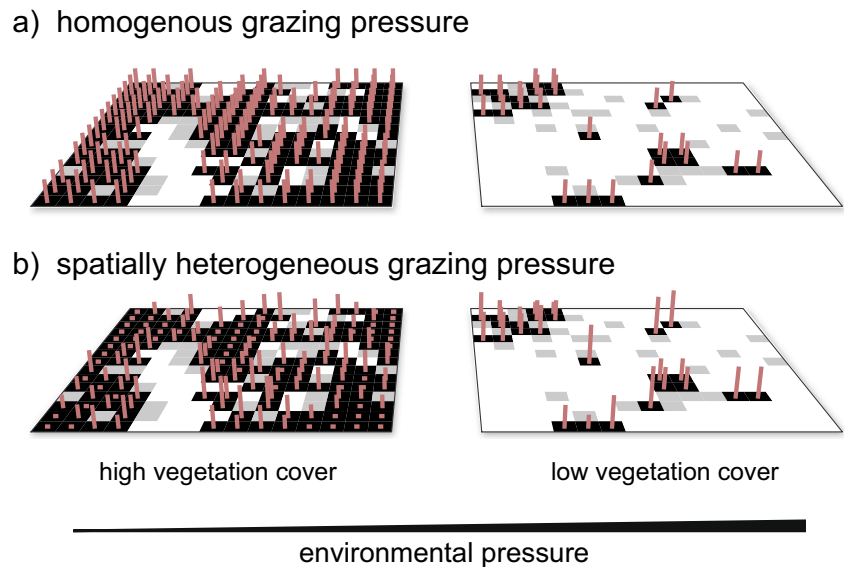 a) homogenous grazing pressure
b) spatially heterogeneous grazing pressure
high vegetation cover
low vegetation cover
environmental pressure